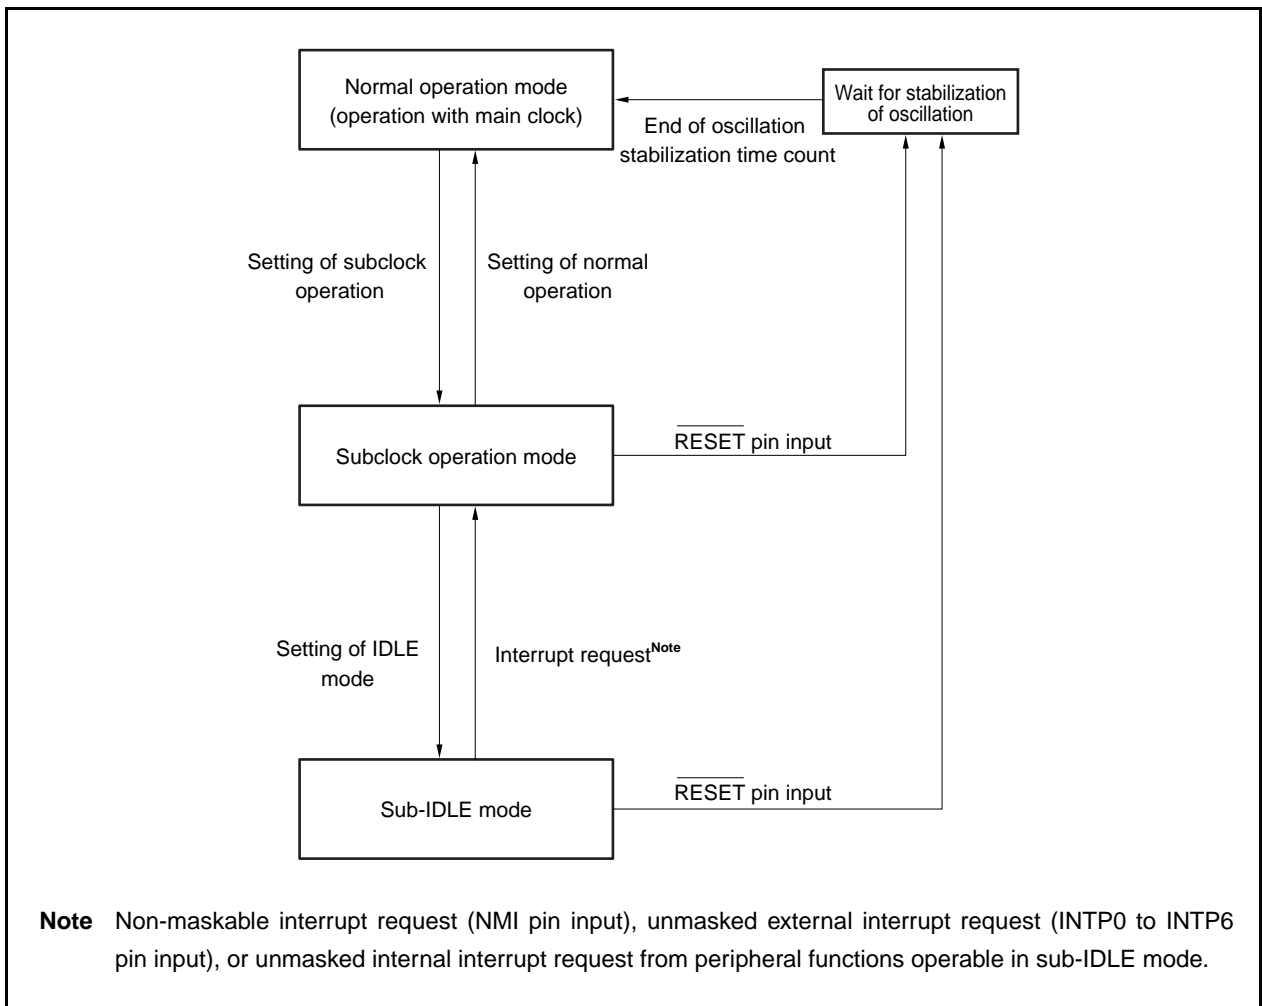 Normal operation mode
(operation with main clock)
Wait for stabilization
of oscillation
End of oscillation
stabilization time count
Setting of subclock
operation
Setting of normal
operation
Subclock operation mode
RESET pin input
Setting of IDLE
mode
Interrupt requestNote
Sub-IDLE mode
RESET pin input
Note Non-maskable interrupt request (NMI pin input), unmasked external interrupt request (INTP0 to INTP6
pin input), or unmasked internal interrupt request from peripheral functions operable in sub-IDLE mode.